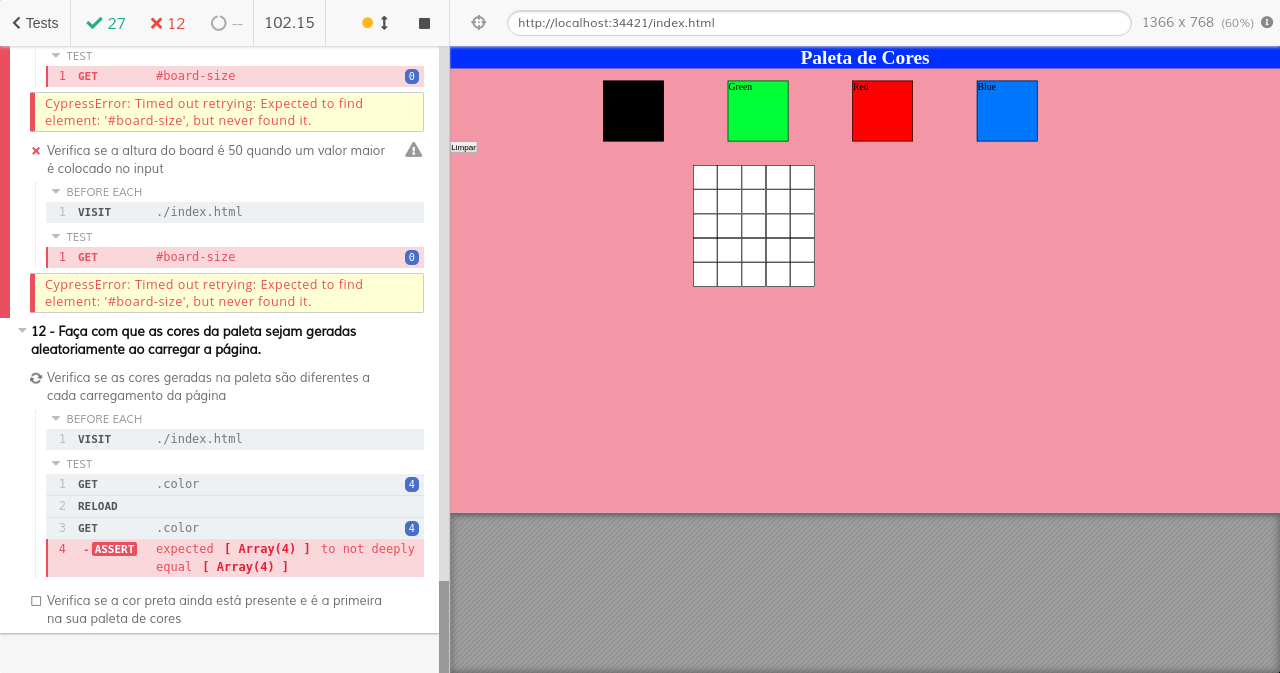 Tests 27 12 -- 102.15
http://localhost:34421/index.html 1366 x 768 (60%)
TEST
1 GET #board-size 0
CypressError: Timed out retrying: Expected to find
element: '#board-size', but never found it.
Verifica se a altura do board é 50 quando um valor maior
é colocado no input
BEFORE EACH
1 VISIT ./index.html
TEST
1 GET #board-size 0
CypressError: Timed out retrying: Expected to find
element: '#board-size', but never found it.
12 - Faça com que as cores da paleta sejam geradas
aleatoriamente ao carregar a página.
Verifica se as cores geradas na paleta são diferentes a
cada carregamento da página
BEFORE EACH
1 VISIT ./index.html
TEST
1 GET .color 4
2 RELOAD
3 GET .color 4
4 -ASSERT expected [ Array(4) ] to not deeply
equal [ Array(4) ]
Verifica se a cor preta ainda está presente e é a primeira
na sua paleta de cores
Paleta de Cores
Green Red Blue
Limpar